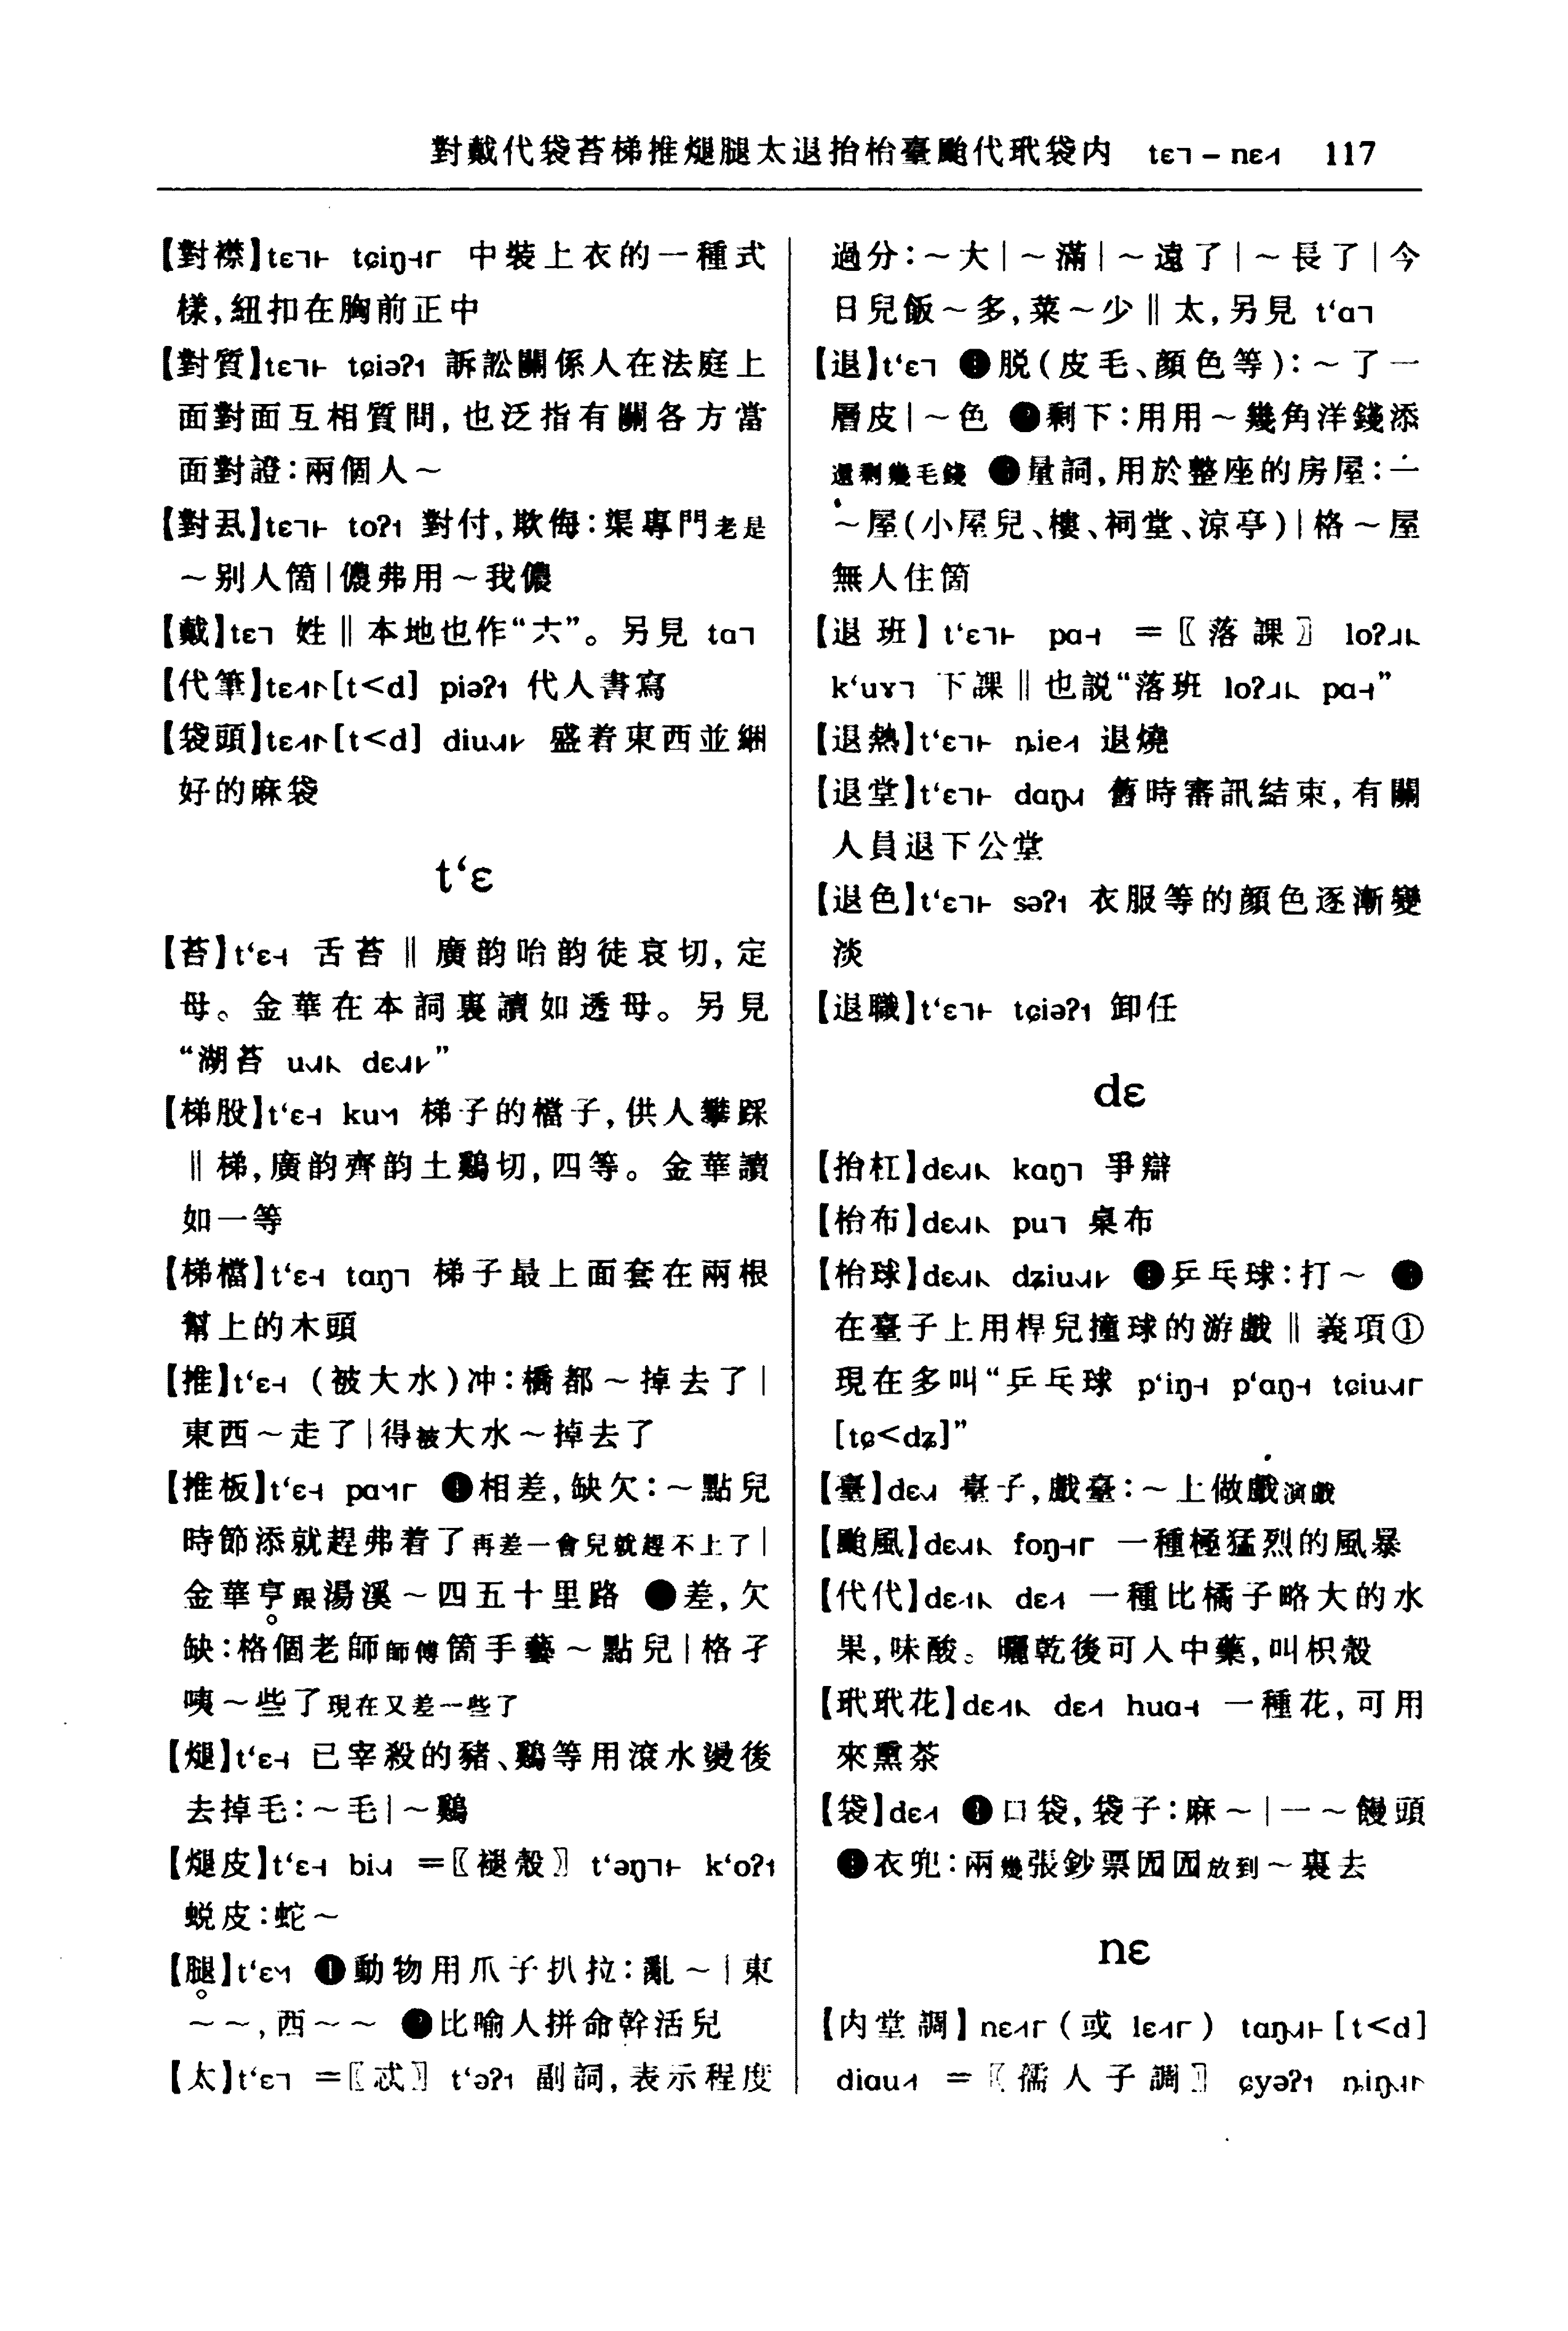 對戴代袋苔梯推煺腿太退抬枱臺颱代玳袋内 tɛ˥ – nɛ˨˦ 117
【對襟】tɛ tɕiŋ 中裝上衣的一種式
樣,紐扣在胸前正中
【對質】tɛ tɕiəʔ 訴訟關係人在法庭上
面對面互相質問,也泛指有關各方當
面對證:兩個人～
【對厾】tɛ toʔ 對付,欺侮:渠專門老是
～别人箇|儂弗用～我儂
【戴】tɛ˥ 姓‖本地也作“六”。另見 tɑ˥
【代筆】tɛ[t<d] piəʔ 代人書寫
【袋頭】tɛ[t<d] diu 盛着東西並綑
好的麻袋
t‘ɛ
【苔】t‘ɛ 舌苔‖廣韵咍韵徒哀切,定
母。金華在本詞裏讀如透母。另見
“湖苔 u dɛ”
【梯股】t‘ɛ ku 梯子的檔子,供人攀踩
‖梯,廣韵齊韵土鷄切,四等。金華讀
如一等
【梯檔】t‘ɛ tɑŋ˥ 梯子最上面套在兩根
幫上的木頭
【推】t‘ɛ (被大水)冲:橋都～掉去了|
東西～走了|得被大水～掉去了
【推板】t‘ɛ pɑ ❶相差,缺欠:～點兒
時節添就趕弗着了再差一會兒就趕不上了|
金華亨跟湯溪～四五十里路 ❷差,欠
缺:格個老師師傅箇手藝～點兒|格孑
咦～些了現在又差一些了
【煺】t‘ɛ 已宰殺的豬、鷄等用滾水燙後
去掉毛:～毛|～鷄
【煺皮】t‘ɛ bi =〖褪殼〗t‘əŋ k‘oʔ
蜕皮:蛇～
【腿】t‘ɛ ❶動物用爪子扒拉:亂～|東
～～,西～～ ❷比喻人拼命幹活兒
【太】t‘ɛ˥ =〖忒〗t‘əʔ 副詞,表示程度
過分:～大|～滿|～遠了|～長了|今
日兒飯～多,菜～少‖太,另見 t‘ɑ˥
【退】t‘ɛ˥ ❶脱(皮毛、顔色等):～了一
層皮|～色 ❷剩下:用用～幾角洋錢添
還剩幾毛錢 ❸量詞,用於整座的房屋:一
～屋(小屋兒、樓、祠堂、涼亭)|格～屋
無人住箇
【退班】t‘ɛ pɑ =〖落課〗loʔ
k‘uɤ˥ 下課‖也説“落班 loʔ pɑ”
【退熱】t‘ɛ ȵie 退燒
【退堂】t‘ɛ dɑŋ 舊時審訊結束,有關
人員退下公堂
【退色】t‘ɛ səʔ 衣服等的顔色逐漸變
淡
【退職】t‘ɛ tɕiəʔ 卸任
dɛ
【抬杠】dɛ kɑŋ˥ 爭辯
【枱布】dɛ pu˥ 桌布
【枱球】dɛ dʑiu ❶乒乓球:打～ ❷
在臺子上用桿兒撞球的游戲‖義項①
現在多叫“乒乓球 p‘iŋ p‘ɑŋ tɕiu
[tɕ<dʑ]”
【臺】dɛ 臺子,戲臺:～上做戲演戲
【颱風】dɛ foŋ 一種極猛烈的風暴
【代代】dɛ dɛ 一種比橘子略大的水
果,味酸。曬乾後可入中藥,叫枳殼
【玳玳花】dɛ dɛ huɑ 一種花,可用
來熏茶
【袋】dɛ ❶口袋,袋子:麻～|一～饅頭
❷衣兜:兩幾張鈔票囥囥放到～裏去
nɛ
【内堂調】nɛ(或 lɛ) tɑŋ[t<d]
diɑu =〖儒人子調〗ɕyəʔ ȵiŋ